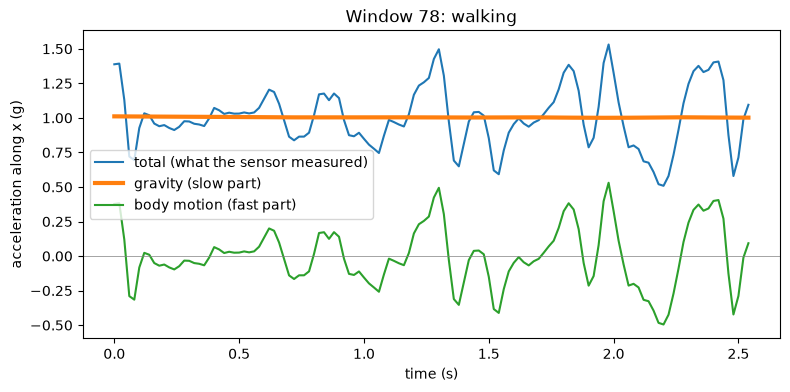 Window 78: walking
acceleration along x (g)
1.50
1.25
1.00
0.75
0.50
0.25
0.00
−0.25
−0.50
total (what the sensor measured)
gravity (slow part)
body motion (fast part)
0.0 0.5 1.0 1.5 2.0 2.5
time (s)